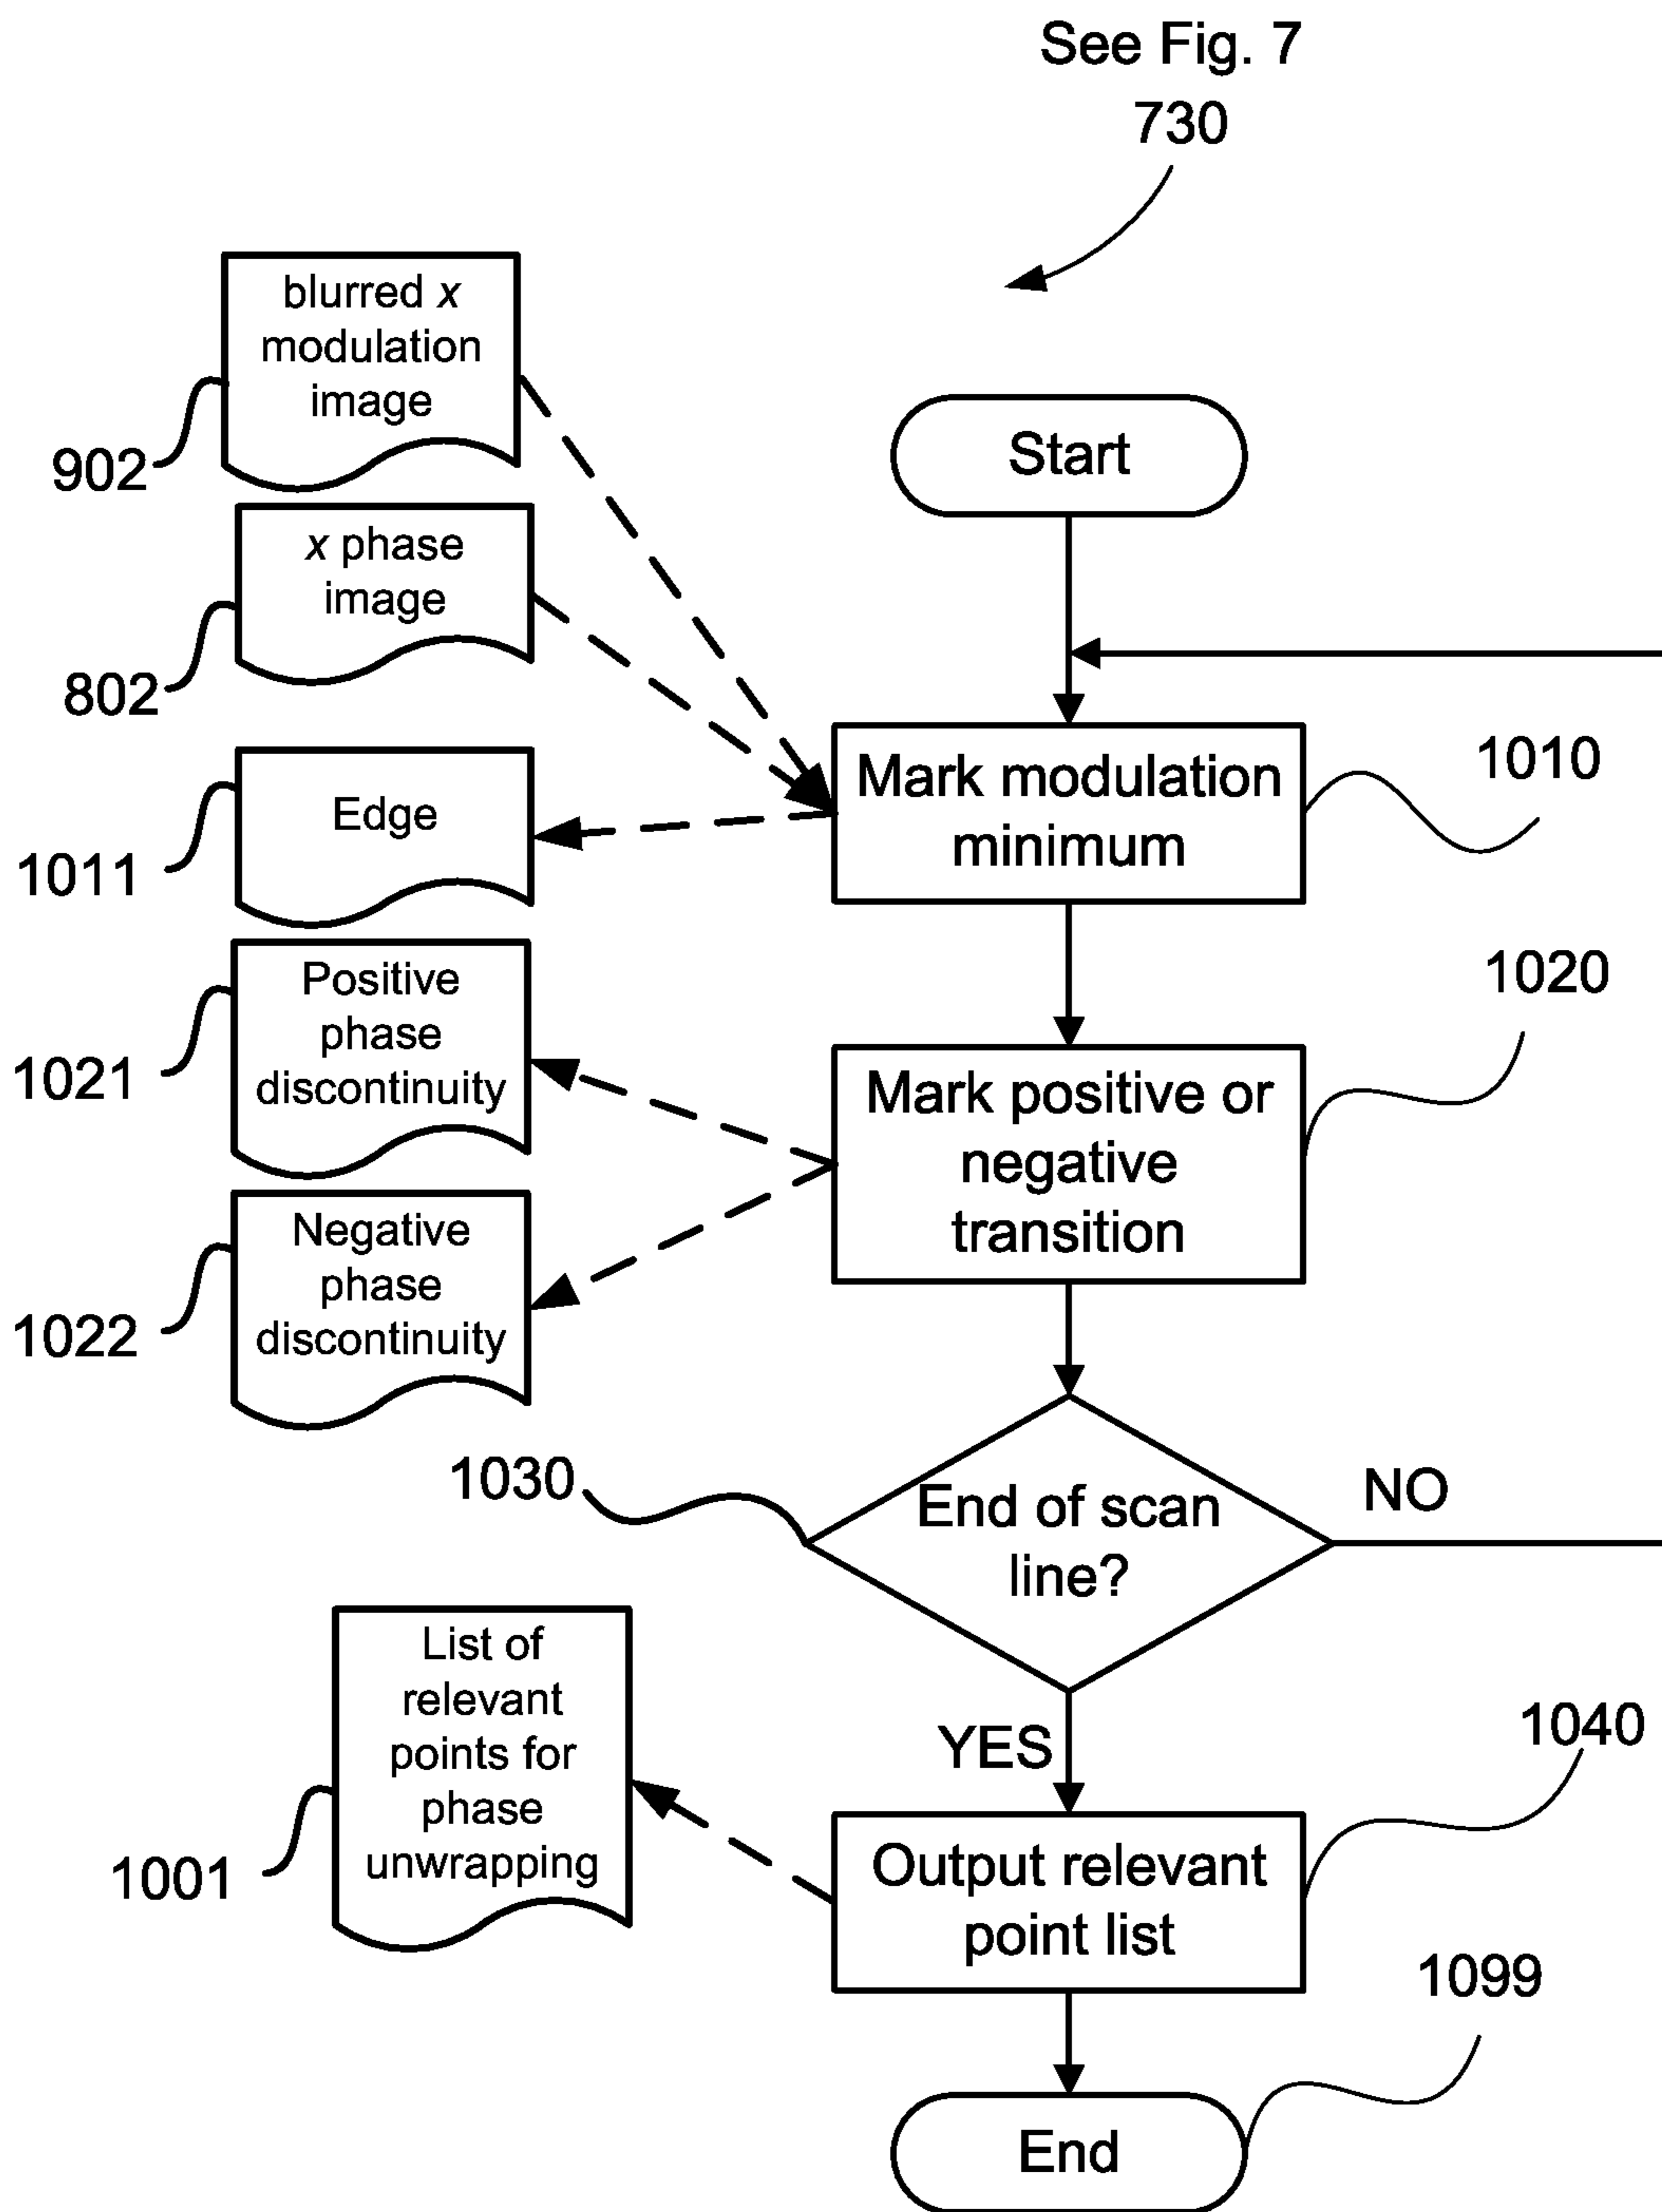 See Fig. 7
730
blurred x
modulation
image
902
Start
x phase
image
802
Mark modulation
minimum
1010
Edge
1011
Positive
phase
discontinuity
1021
Mark positive or
negative
transition
1020
Negative
phase
discontinuity
1022
1030
End of scan
line?
NO
YES
List of
relevant
points for
phase
unwrapping
1001
Output relevant
point list
1040
1099
End